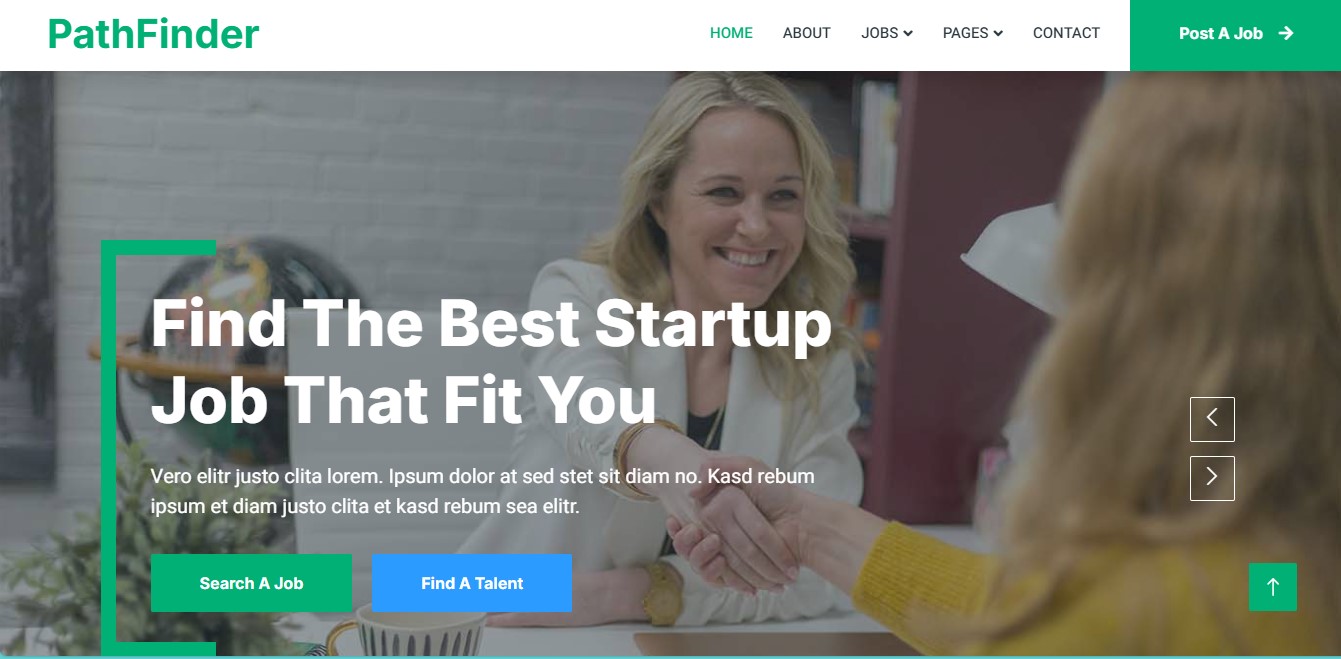 PathFinder
HOME ABOUT JOBS PAGES CONTACT
Post A Job
Find The Best Startup
Job That Fit You
Vero elitr justo clita lorem. Ipsum dolor at sed stet sit diam no. Kasd rebum
ipsum et diam justo clita et kasd rebum sea elitr.
Search A Job Find A Talent